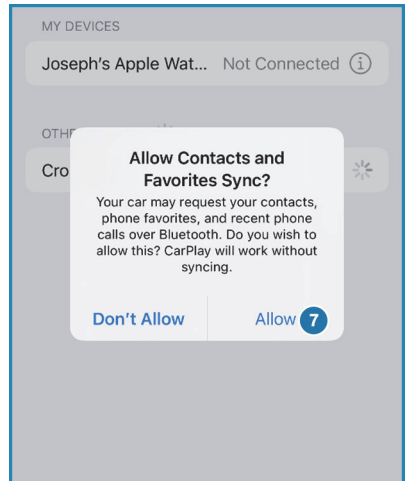 MY DEVICES
Joseph's Apple Wat... Not Connected
Allow Contacts and
Favorites Sync?
Your car may request your contacts,
phone favorites, and recent phone
calls over Bluetooth. Do you wish to
allow this? CarPlay will work without
syncing.
Don't Allow Allow 7